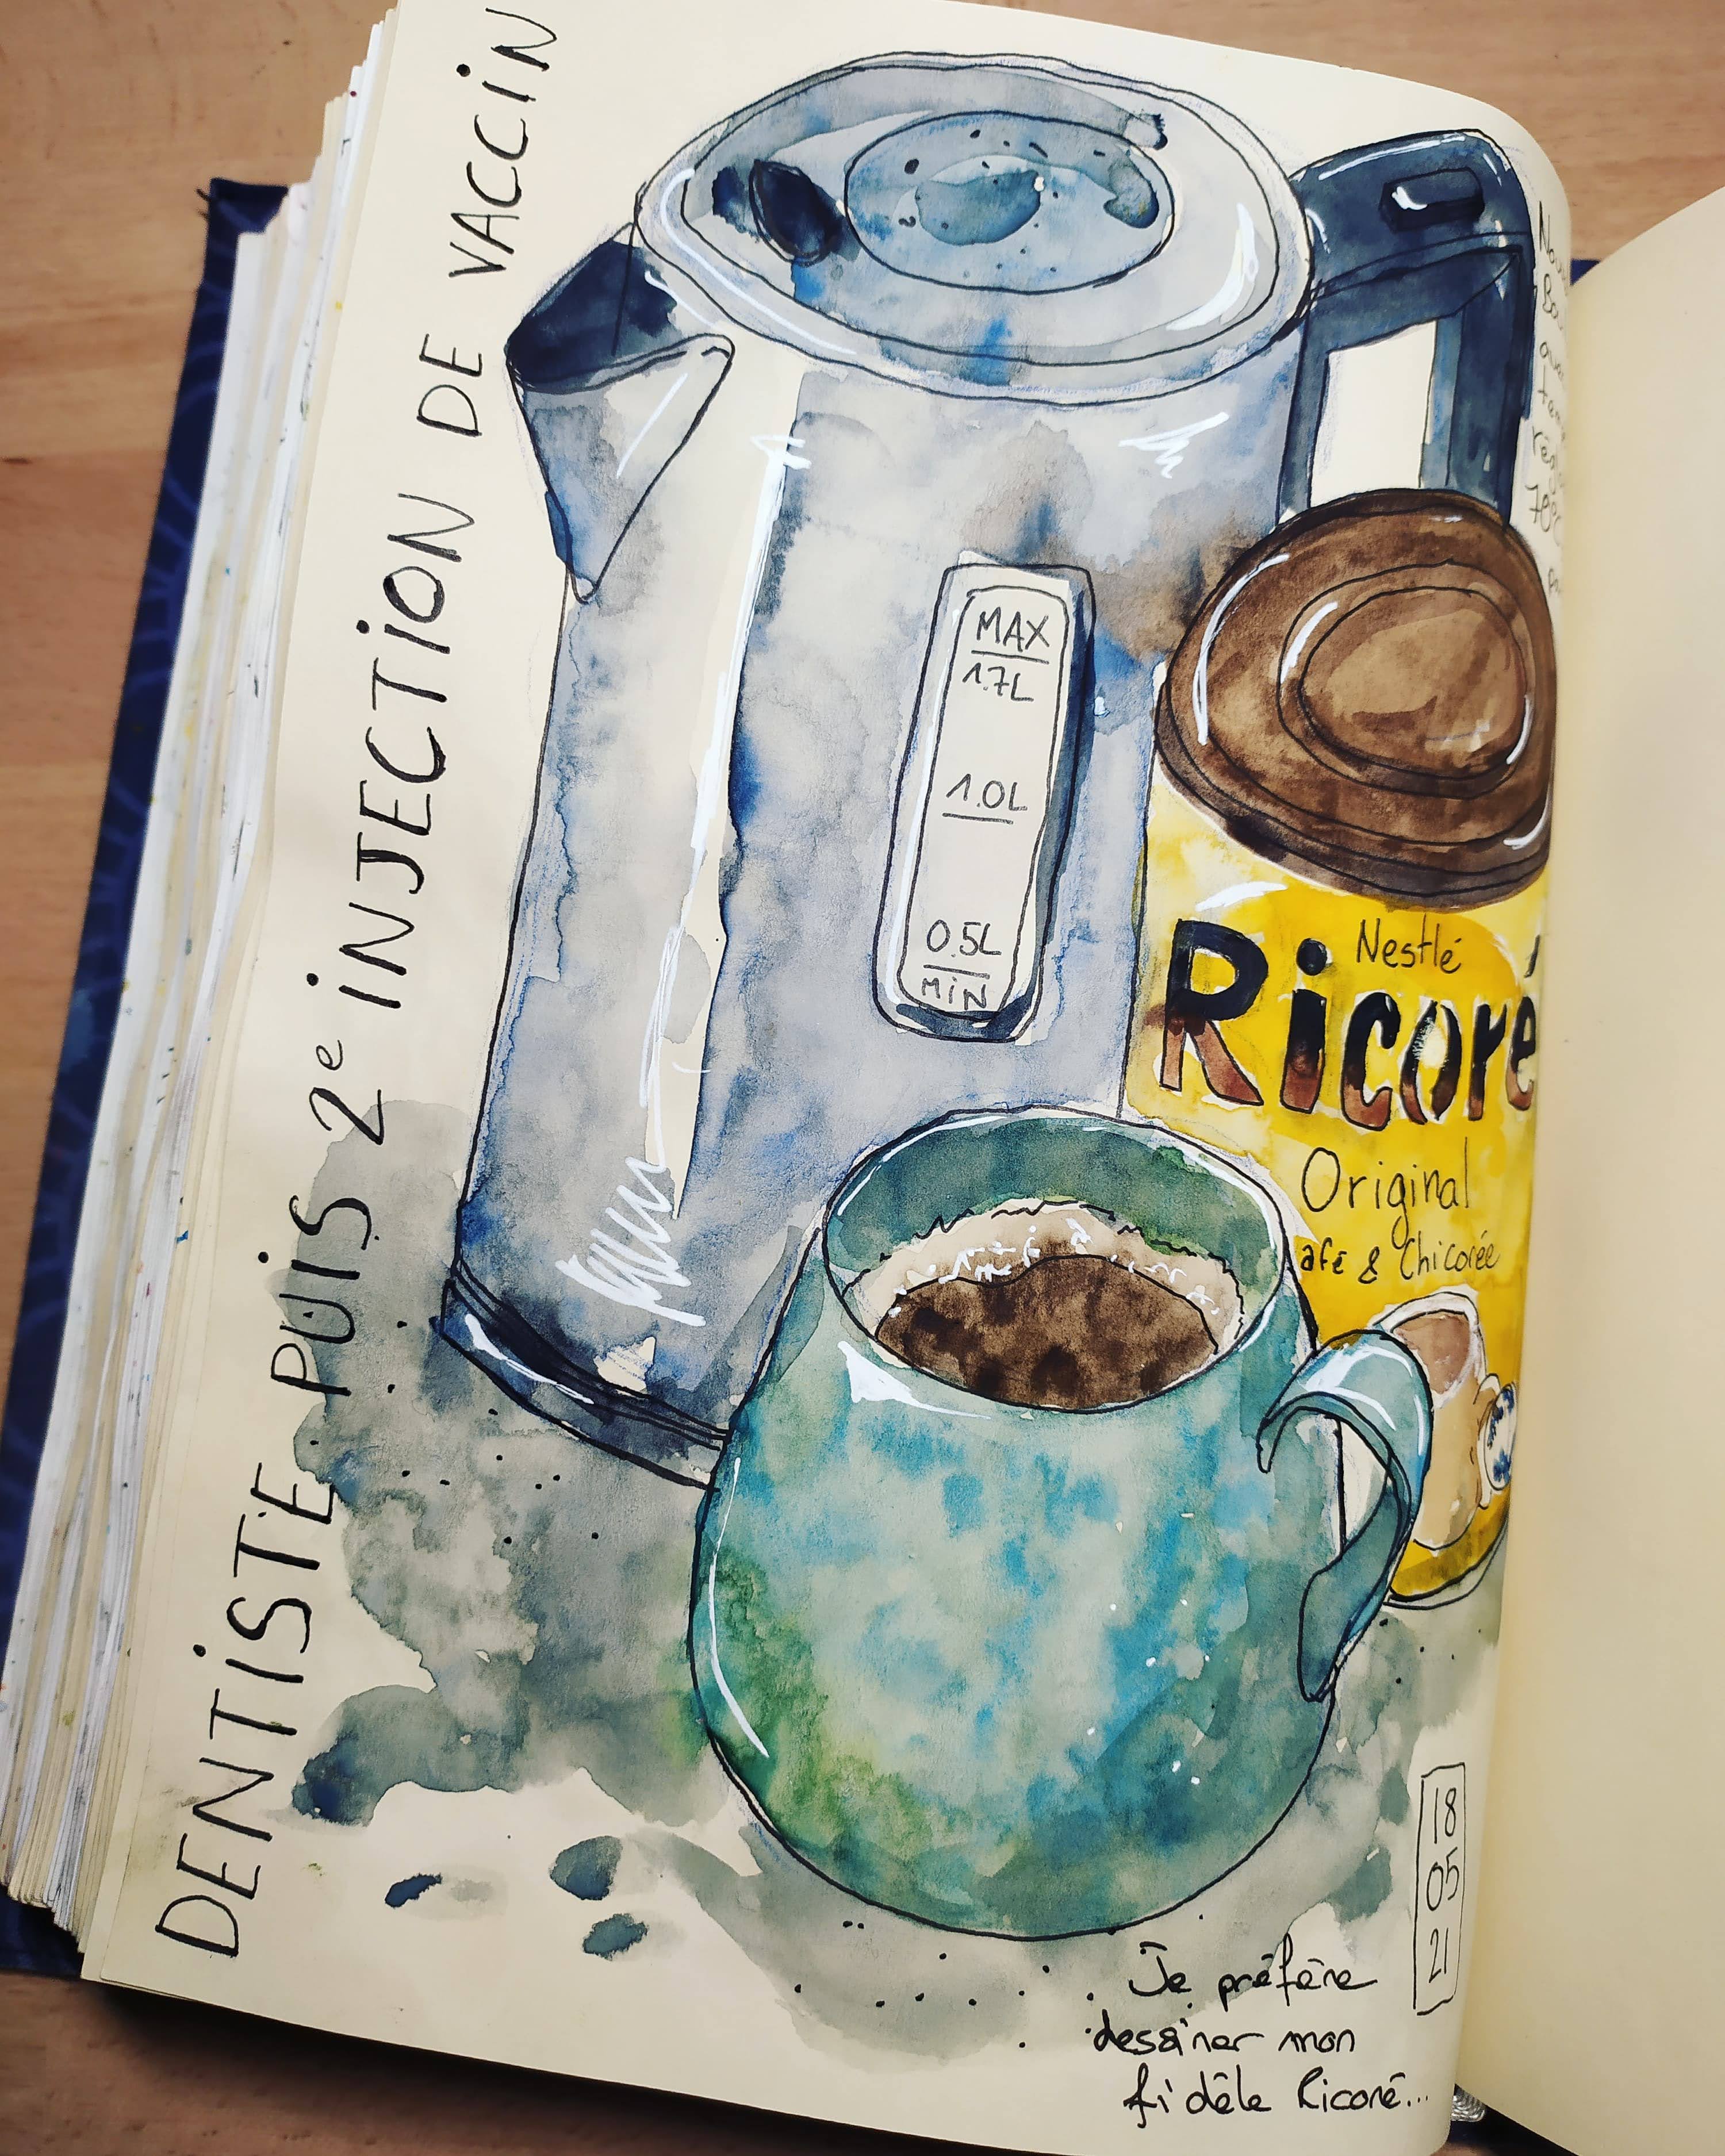 DENTISTE PUIS 2e INJECTION DE VACCIN
MAX
1.7L
1.0L
0.5L
MIN
Nestlé
Ricoré
Original
afé & Chicorée
18
05
21
Je préfère
dessiner mon
fidèle Ricoré...